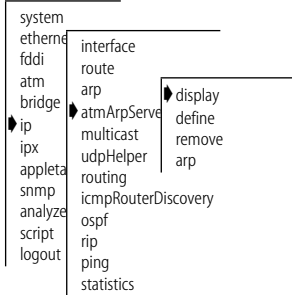 system
etherne
fddi
atm
bridge
ip
ipx
appleta
snmp
analyze
script
logout
interface
route
arp
atmArpServe
multicast
udpHelper
routing
icmpRouterDiscovery
ospf
rip
ping
statistics
display
define
remove
arp